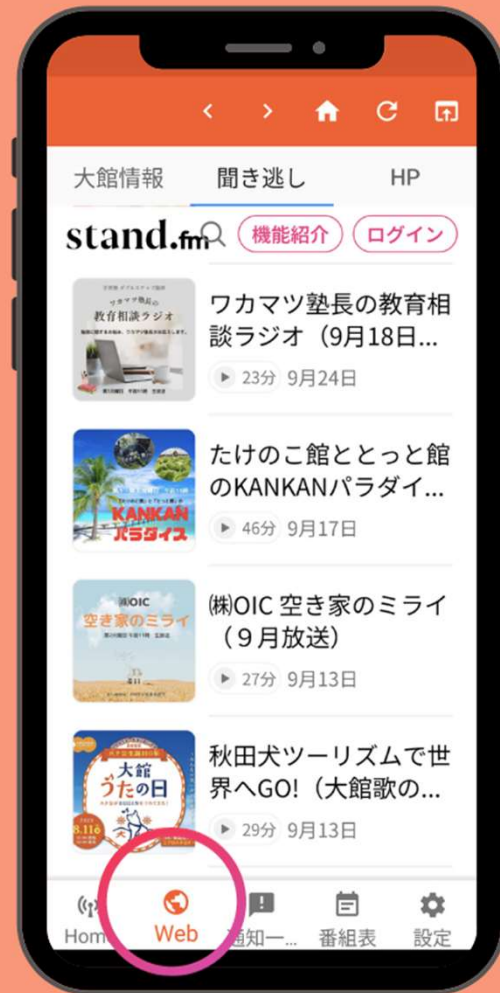 大館情報 聞き逃し HP
stand.fm 機能紹介 ログイン
ワカマツ塾長の
教育相談ラジオ
ワカマツ塾長の教育相
談ラジオ（9月18日...
23分 9月24日
KANKAN
パラダイス
たけのこ館ととっと館
のKANKANパラダイ...
46分 9月17日
㈱OIC
空き家のミライ
㈱OIC 空き家のミライ
（９月放送）
27分 9月13日
大館
うたの日
秋田犬ツーリズムで世
界へGO!（大館歌の...
29分 9月13日
Hom Web 通知一... 番組表 設定